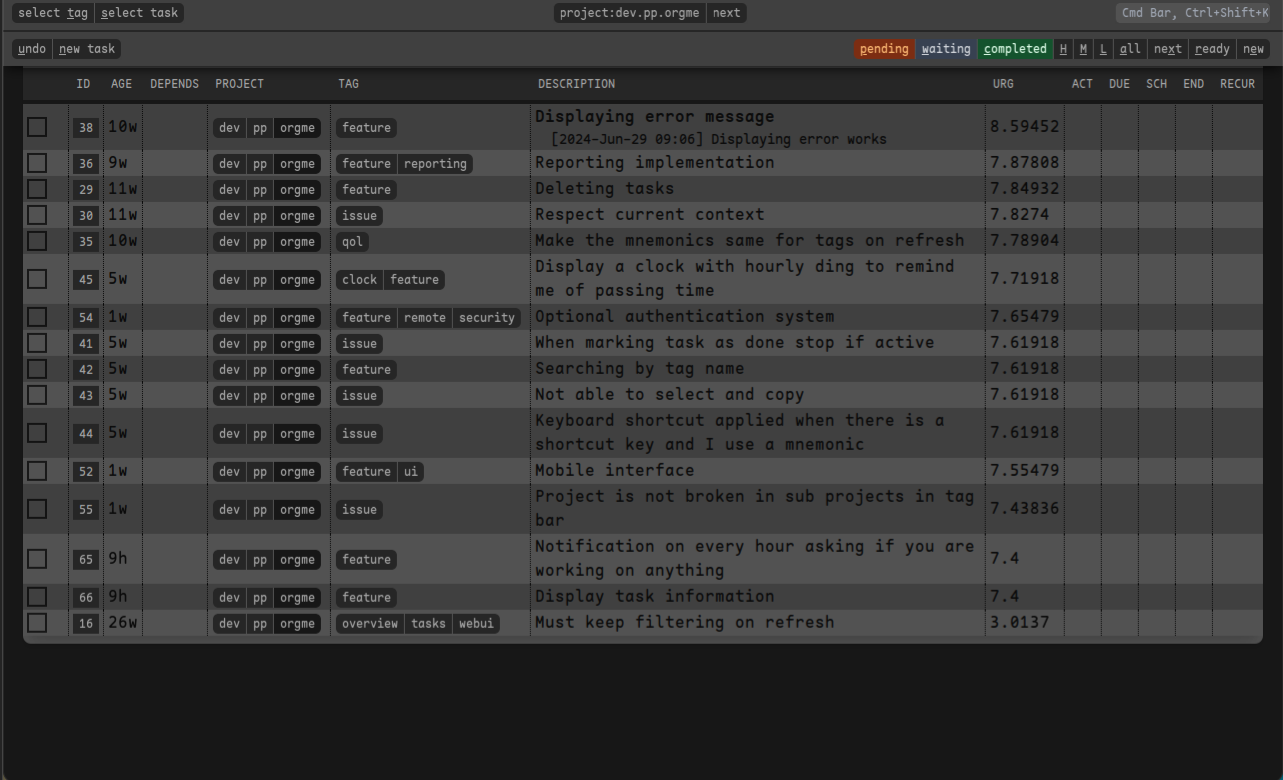 select tag select task project:dev.pp.orgme next Cmd Bar, Ctrl+Shift+K
undo new task pending waiting completed H M L all next ready new
ID AGE DEPENDS PROJECT TAG DESCRIPTION URG ACT DUE SCH END RECUR
38 10w dev pp orgme feature Displaying error message 8.59452
[2024-Jun-29 09:06] Displaying error works
36 9w dev pp orgme feature reporting Reporting implementation 7.87808
29 11w dev pp orgme feature Deleting tasks 7.84932
30 11w dev pp orgme issue Respect current context 7.8274
35 10w dev pp orgme qol Make the mnemonics same for tags on refresh 7.78904
45 5w dev pp orgme clock feature Display a clock with hourly ding to remind 7.71918
me of passing time
54 1w dev pp orgme feature remote security Optional authentication system 7.65479
41 5w dev pp orgme issue When marking task as done stop if active 7.61918
42 5w dev pp orgme feature Searching by tag name 7.61918
43 5w dev pp orgme issue Not able to select and copy 7.61918
44 5w dev pp orgme issue Keyboard shortcut applied when there is a 7.61918
shortcut key and I use a mnemonic
52 1w dev pp orgme feature ui Mobile interface 7.55479
55 1w dev pp orgme issue Project is not broken in sub projects in tag 7.43836
bar
65 9h dev pp orgme feature Notification on every hour asking if you are 7.4
working on anything
66 9h dev pp orgme feature Display task information 7.4
16 26w dev pp orgme overview tasks webui Must keep filtering on refresh 3.0137